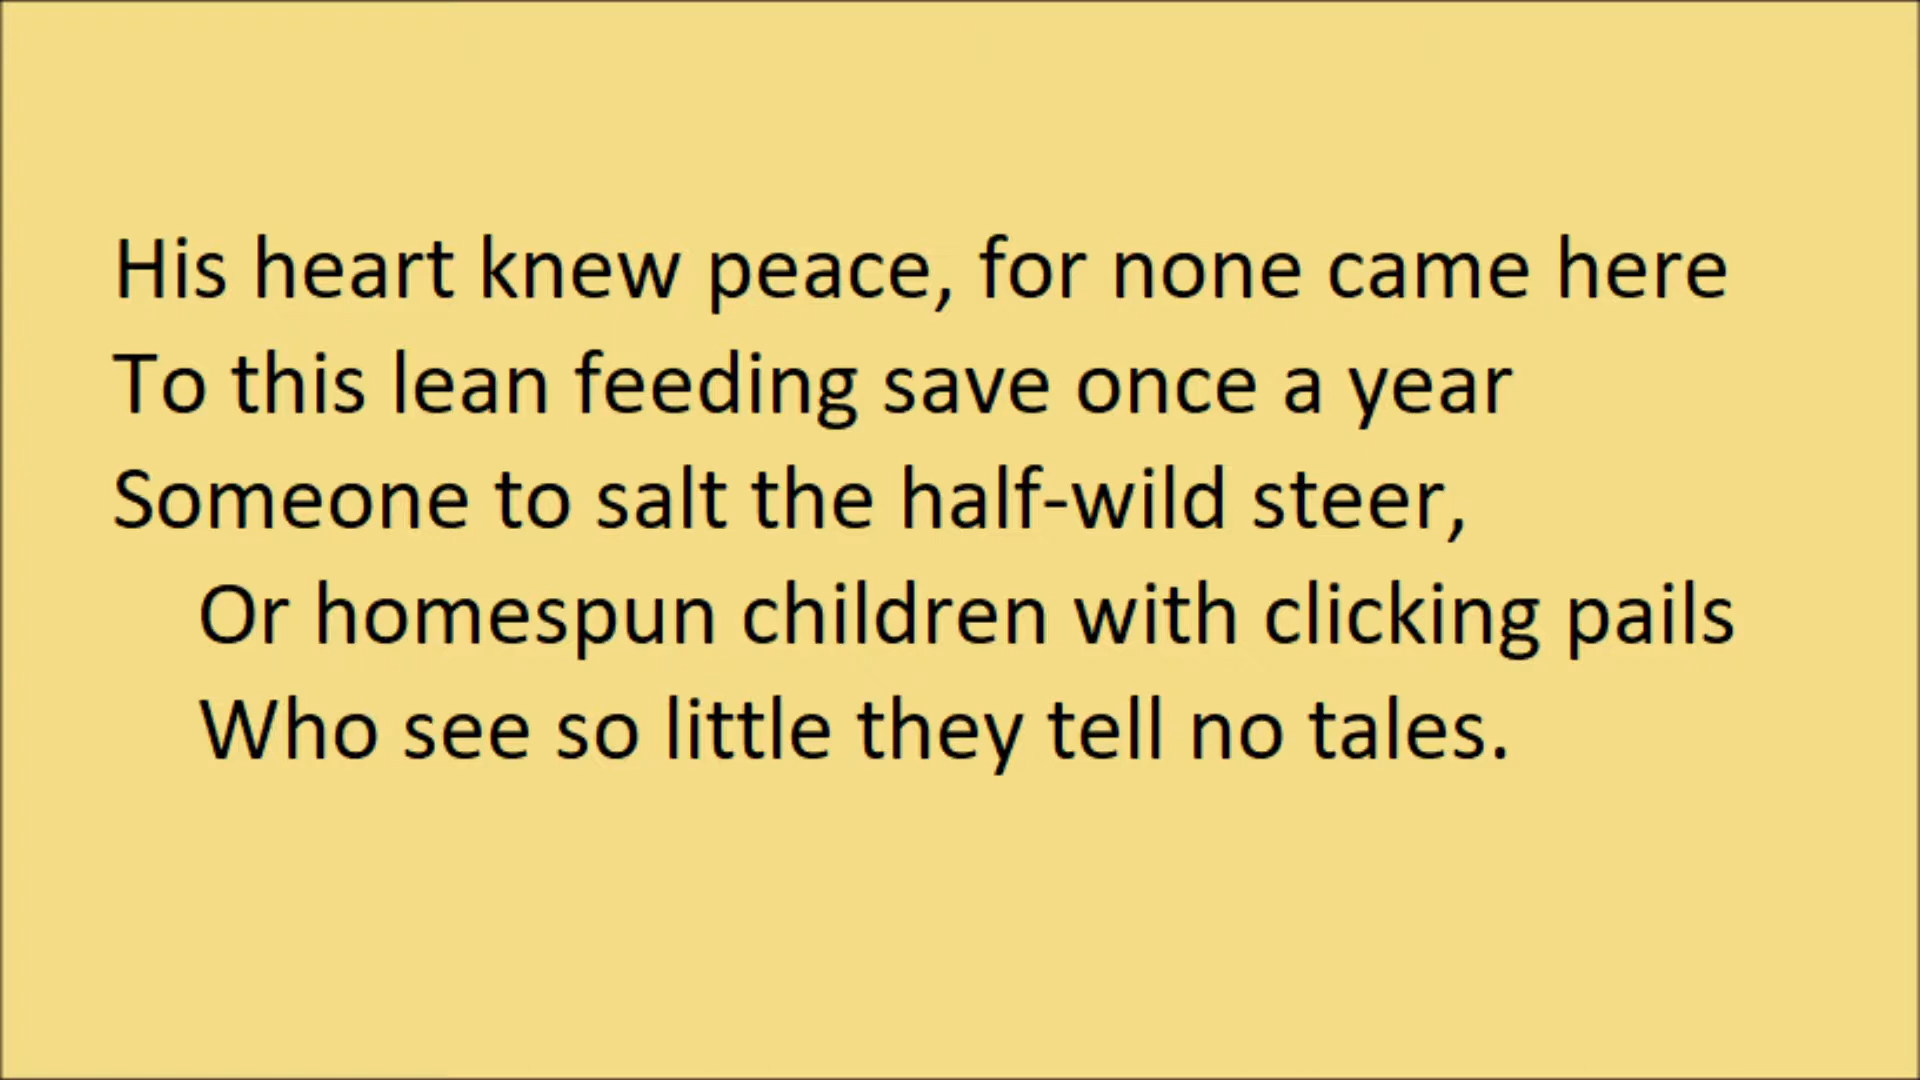 His heart knew peace, for none came here
To this lean feeding save once a year
Someone to salt the half-wild steer,
Or homespun children with clicking pails
Who see so little they tell no tales.